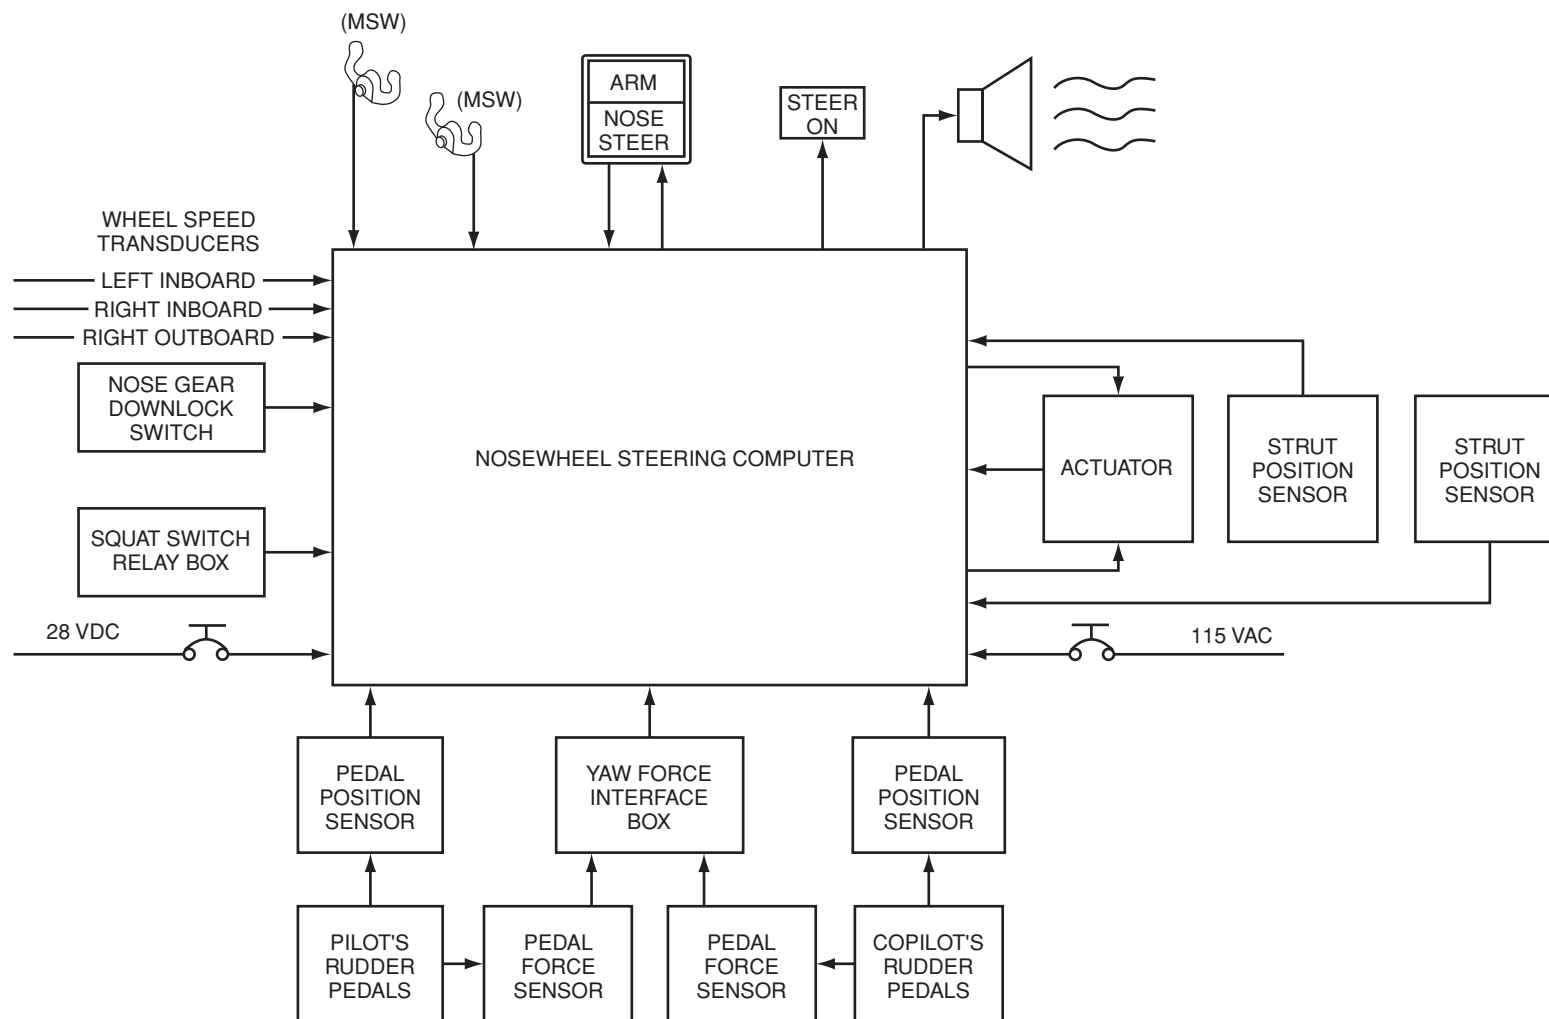 (MSW)
(MSW)
ARM
NOSE
STEER
STEER
ON
WHEEL SPEED
TRANSDUCERS
LEFT INBOARD
RIGHT INBOARD
RIGHT OUTBOARD
NOSE GEAR
DOWNLOCK
SWITCH
SQUAT SWITCH
RELAY BOX
28 VDC
NOSEWHEEL STEERING COMPUTER
ACTUATOR
STRUT
POSITION
SENSOR
STRUT
POSITION
SENSOR
115 VAC
PEDAL
POSITION
SENSOR
YAW FORCE
INTERFACE
BOX
PEDAL
POSITION
SENSOR
PILOT'S
RUDDER
PEDALS
PEDAL
FORCE
SENSOR
PEDAL
FORCE
SENSOR
COPILOT'S
RUDDER
PEDALS